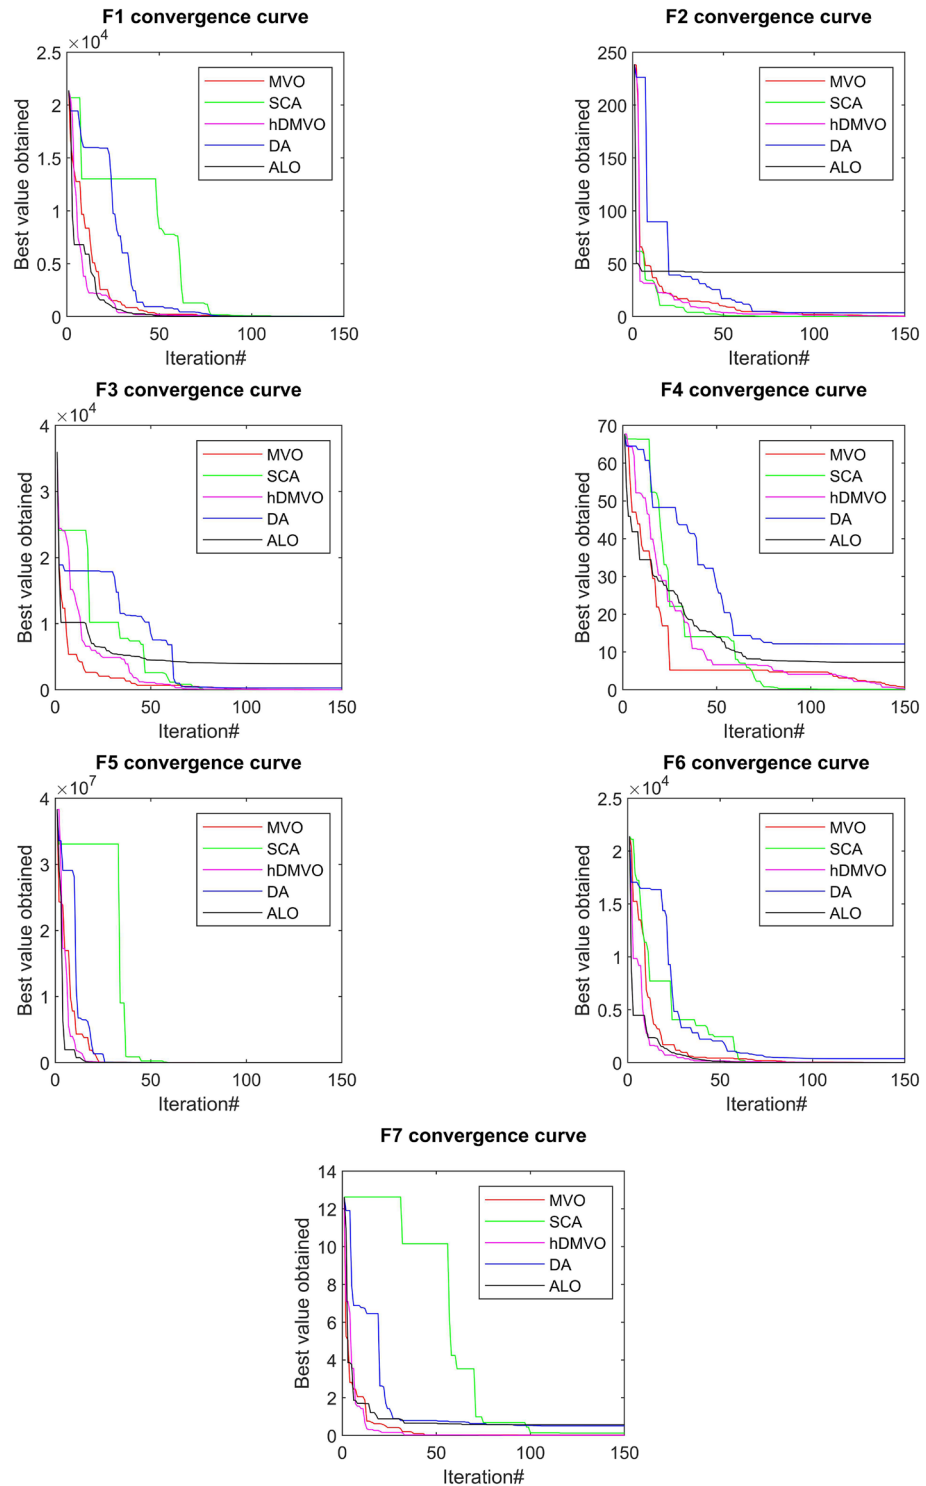 F1 convergence curve
×10⁴
2.5
2
1.5
1
0.5
0
Best value obtained
MVO
SCA
hDMVO
DA
ALO
0 50 100 150
Iteration#
F2 convergence curve
250
200
150
100
50
0
Best value obtained
MVO
SCA
hDMVO
DA
ALO
0 50 100 150
Iteration#
F3 convergence curve
×10⁴
4
3
2
1
0
Best value obtained
MVO
SCA
hDMVO
DA
ALO
0 50 100 150
Iteration#
F4 convergence curve
70
60
50
40
30
20
10
0
Best value obtained
MVO
SCA
hDMVO
DA
ALO
0 50 100 150
Iteration#
F5 convergence curve
×10⁷
4
3
2
1
0
Best value obtained
MVO
SCA
hDMVO
DA
ALO
0 50 100 150
Iteration#
F6 convergence curve
×10⁴
2.5
2
1.5
1
0.5
0
Best value obtained
MVO
SCA
hDMVO
DA
ALO
0 50 100 150
Iteration#
F7 convergence curve
14
12
10
8
6
4
2
0
Best value obtained
MVO
SCA
hDMVO
DA
ALO
0 50 100 150
Iteration#